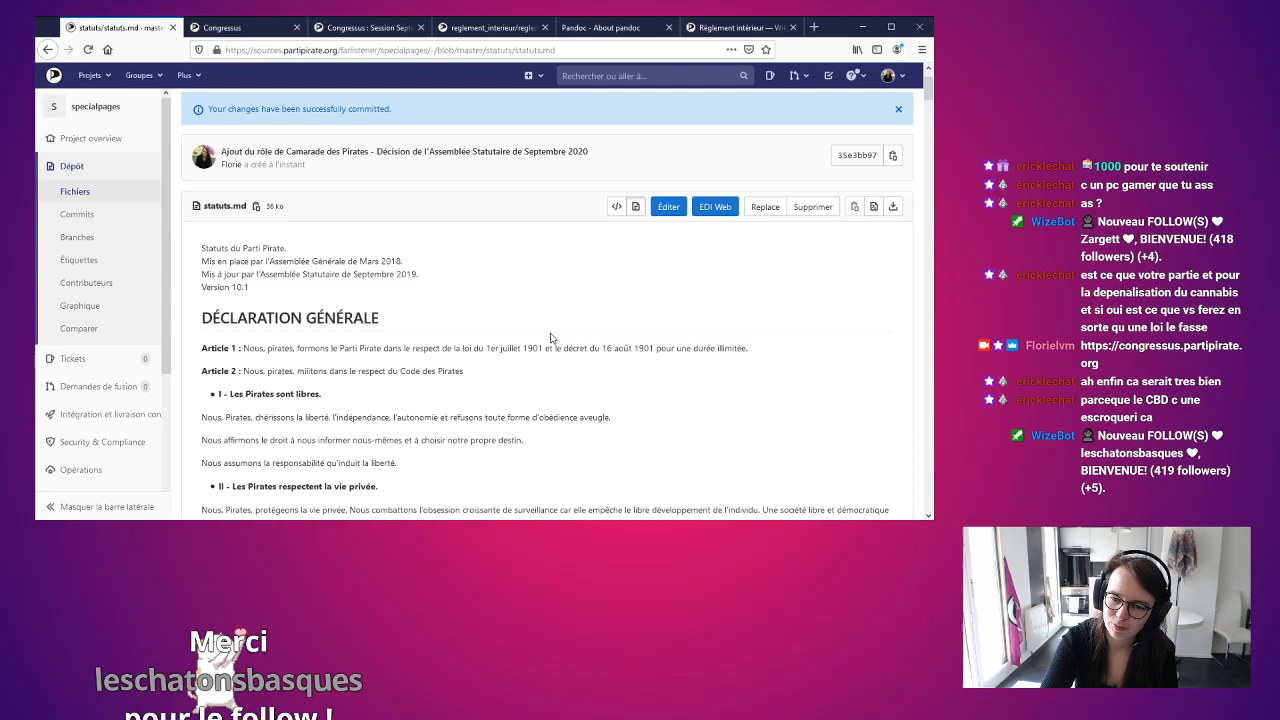 statuts/statuts.md · maste
Congressus
Congressus : Session Sept
reglement_interieur/regler
Pandoc - About pandoc
Règlement intérieur — Wi
https://sources.partipirate.org/farlistener/specialpages/-/blob/master/statuts/statuts.md
Projets
Groupes
Plus
Rechercher ou aller à...
S
specialpages
Project overview
Dépôt
Fichiers
Commits
Branches
Étiquettes
Contributeurs
Graphique
Comparer
Tickets
0
Demandes de fusion
0
Intégration et livraison con
Security & Compliance
Opérations
Masquer la barre latérale
Your changes have been successfully committed.
Ajout du rôle de Camarade des Pirates - Décision de l'Assemblée Statutaire de Septembre 2020
Florie a créé à l'instant
35e3bb97
statuts.md
36 ko
Éditer
EDI Web
Replace
Supprimer
Statuts du Parti Pirate.
Mis en place par l'Assemblée Générale de Mars 2018.
Mis à jour par l'Assemblée Statutaire de Septembre 2019.
Version 10.1
DÉCLARATION GÉNÉRALE
Article 1 : Nous, pirates, formons le Parti Pirate dans le respect de la loi du 1er juillet 1901 et le décret du 16 août 1901 pour une durée illimitée.
Article 2 : Nous, pirates, militons dans le respect du Code des Pirates
• I - Les Pirates sont libres.
Nous, Pirates, chérissons la liberté, l'indépendance, l'autonomie et refusons toute forme d'obédience aveugle.
Nous affirmons le droit à nous informer nous-mêmes et à choisir notre propre destin.
Nous assumons la responsabilité qu'induit la liberté.
• II - Les Pirates respectent la vie privée.
Nous, Pirates, protégeons la vie privée. Nous combattons l'obsession croissante de surveillance car elle empêche le libre développement de l'individu. Une société libre et démocratique
ericklechat 1000 pour te soutenir
ericklechat c un pc gamer que tu ass
ericklechat as ?
WizeBot Nouveau FOLLOW(S)
Zargett, BIENVENUE! (418
followers) (+4).
ericklechat est ce que votre partie et pour
la depenalisation du cannabis
et si oui est ce que vs ferez en
sorte qu une loi le fasse
Florielvm https://congressus.partipirate.
org
ericklechat ah enfin ca serait tres bien
ericklechat parceque le CBD c une
escroqueri ca
WizeBot Nouveau FOLLOW(S)
leschatonsbasques
, BIENVENUE! (419 followers)
(+5).
Merci
leschatonsbasques
pour le follow !